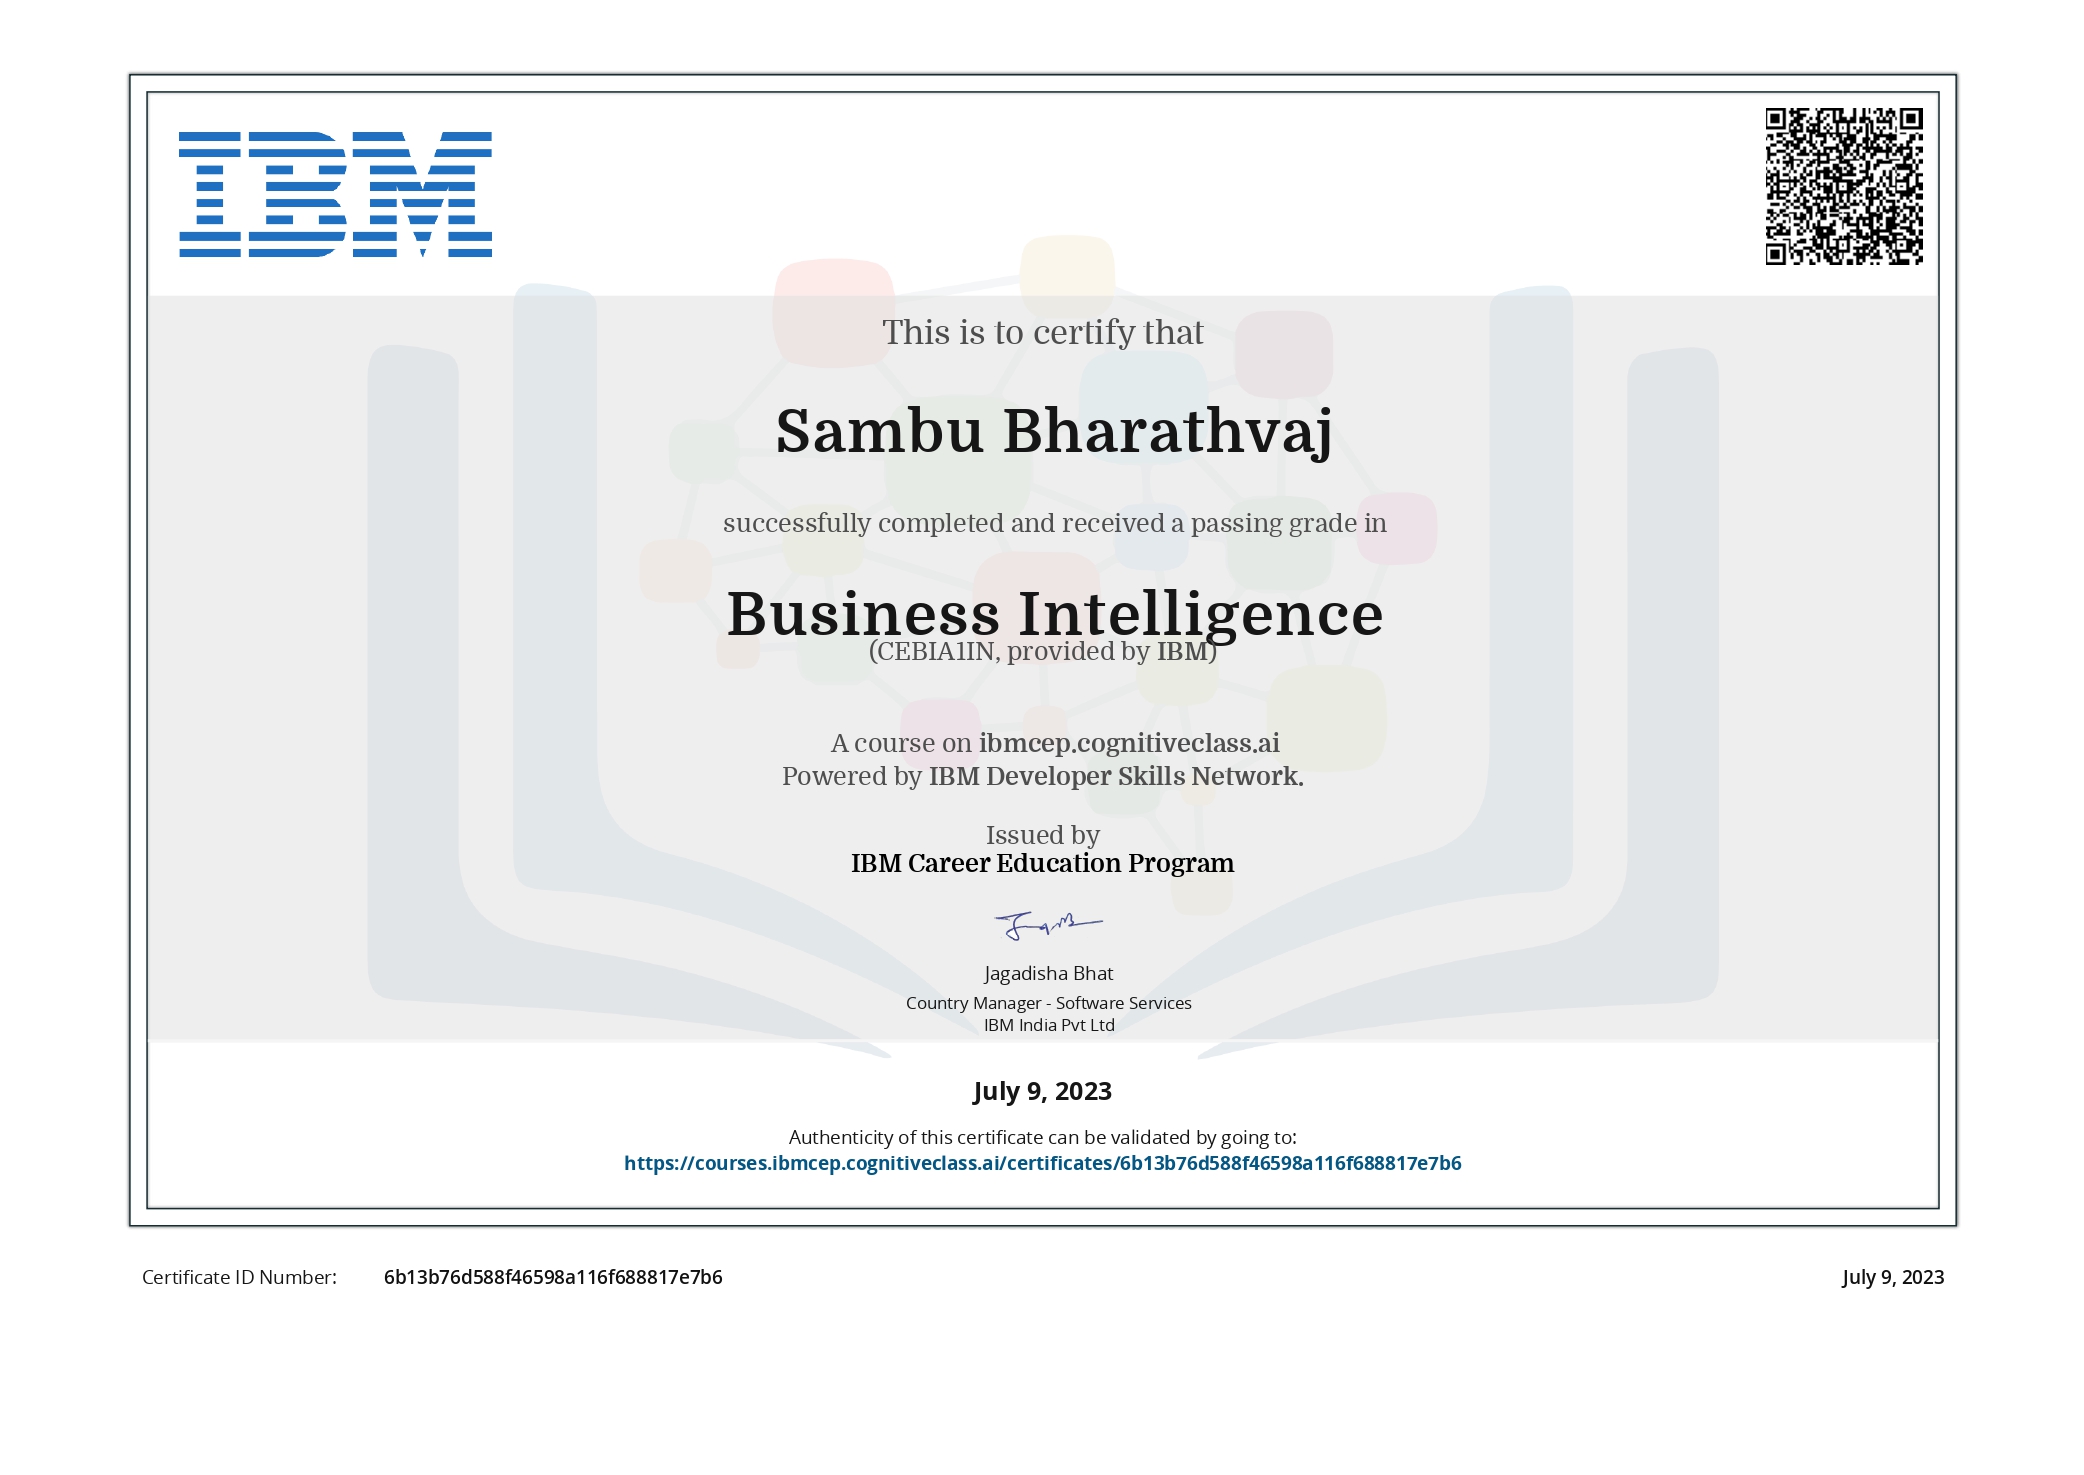 IBM
This is to certify that
Sambu Bharathvaj
successfully completed and received a passing grade in
Business Intelligence
(CEBIA1IN, provided by IBM)
A course on ibmcep.cognitiveclass.ai
Powered by IBM Developer Skills Network.
Issued by
IBM Career Education Program
Jagadisha Bhat
Country Manager - Software Services
IBM India Pvt Ltd
July 9, 2023
Authenticity of this certificate can be validated by going to:
https://courses.ibmcep.cognitiveclass.ai/certificates/6b13b76d588f46598a116f688817e7b6
Certificate ID Number: 6b13b76d588f46598a116f688817e7b6 July 9, 2023